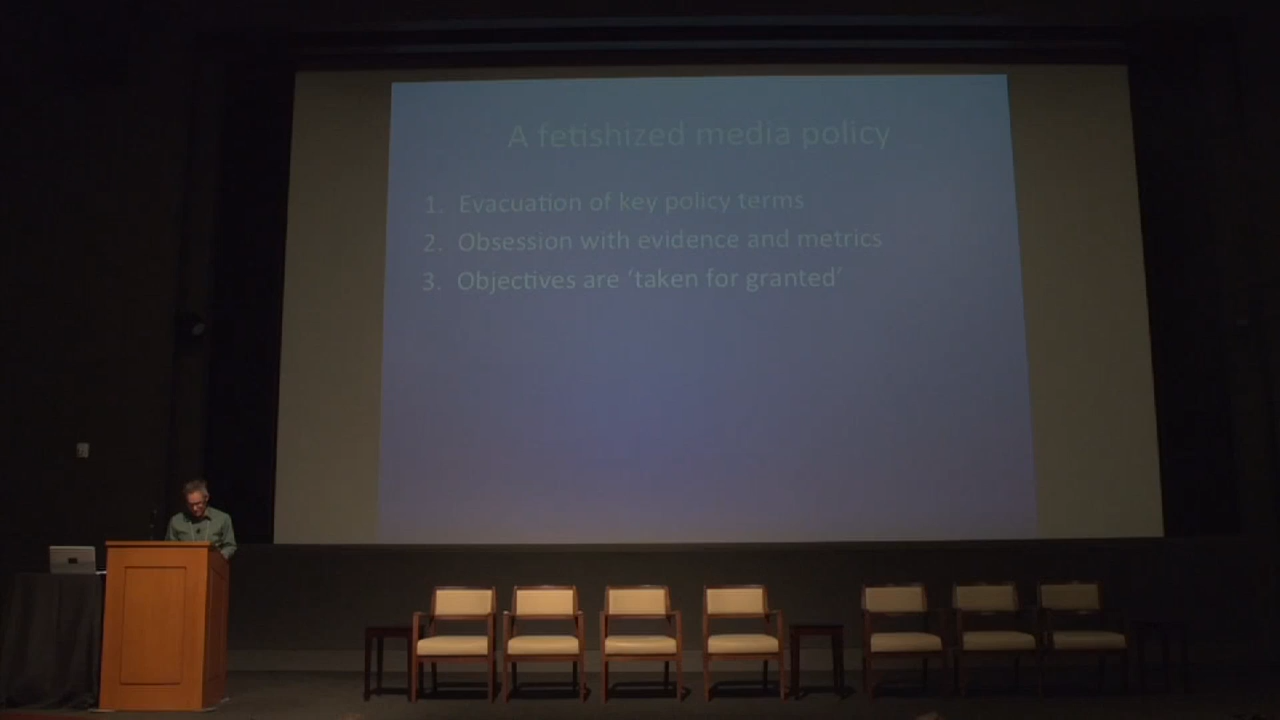 A fetishized media policy
1. Evacuation of key policy terms
2. Obsession with evidence and metrics
3. Objectives are ‘taken for granted’